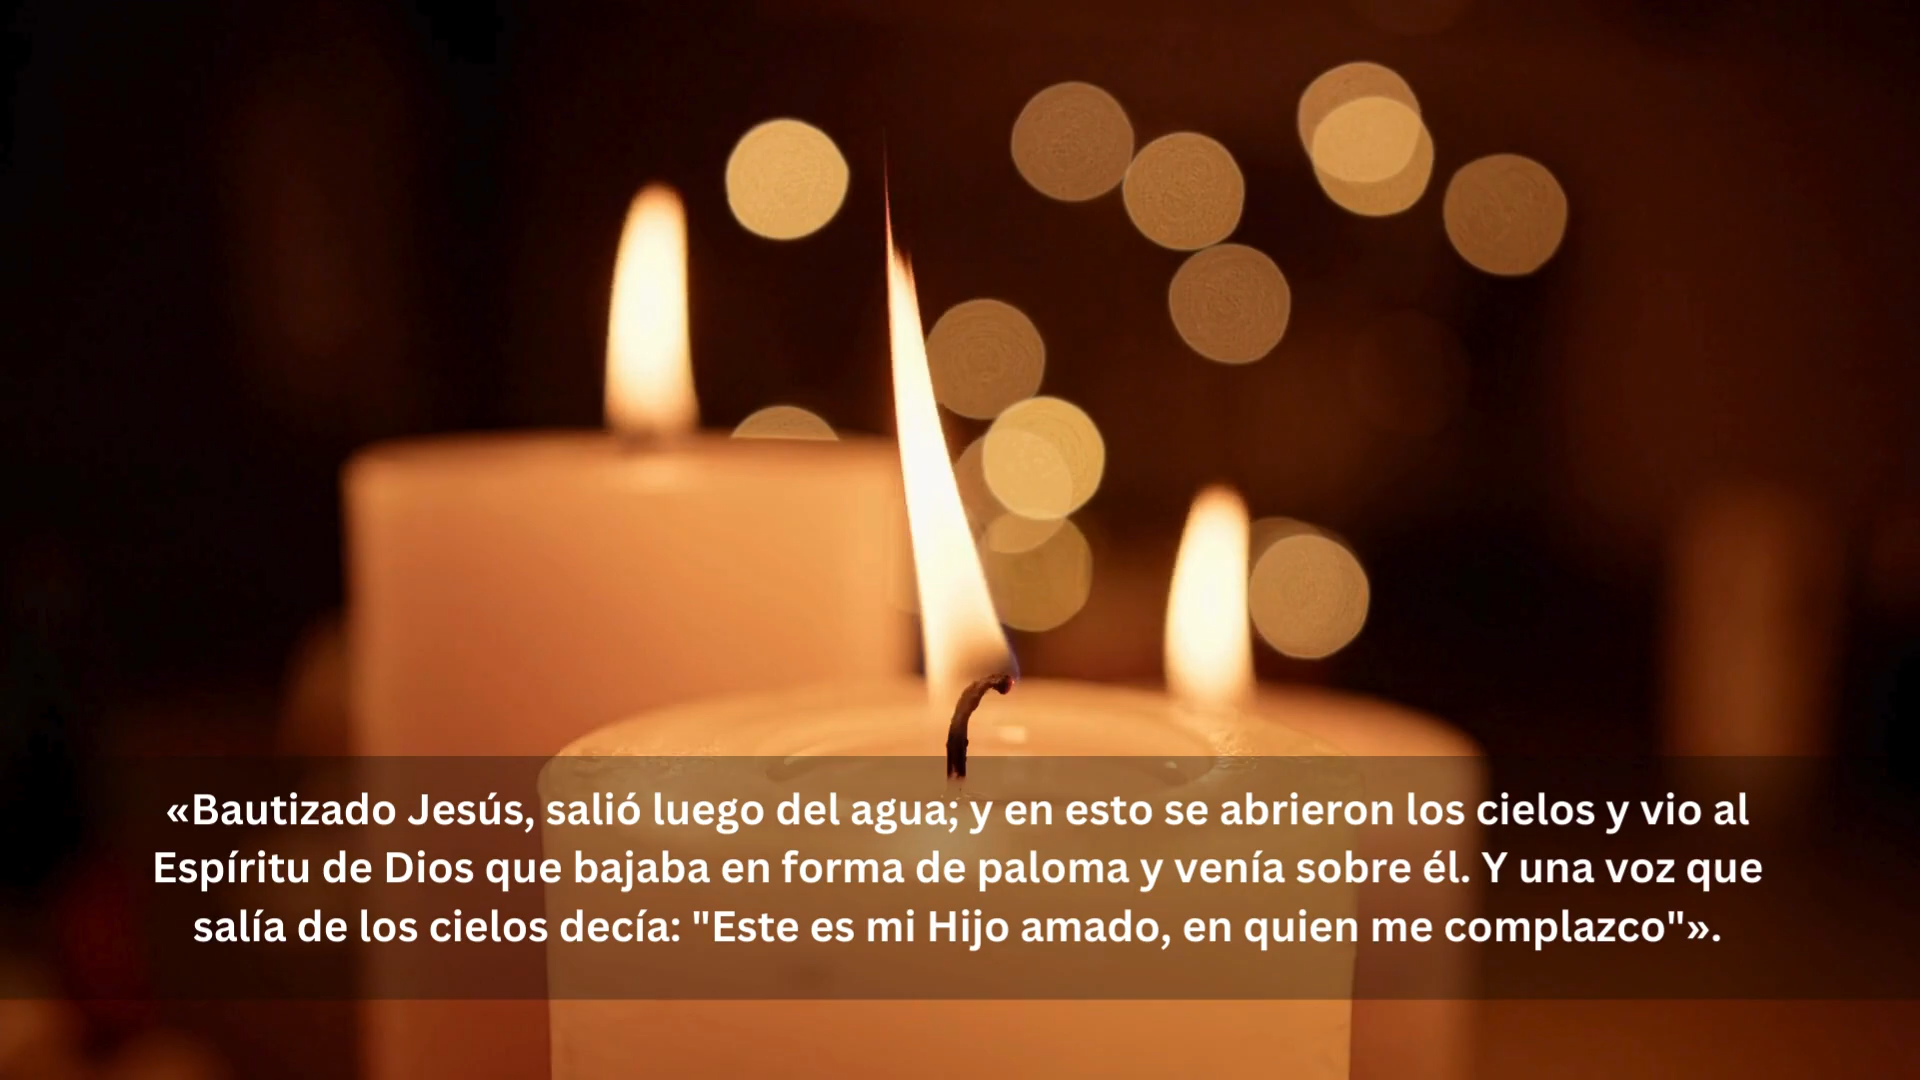 «Bautizado Jesús, salió luego del agua; y en esto se abrieron los cielos y vio al
Espíritu de Dios que bajaba en forma de paloma y venía sobre él. Y una voz que
salía de los cielos decía: "Este es mi Hijo amado, en quien me complazco"».